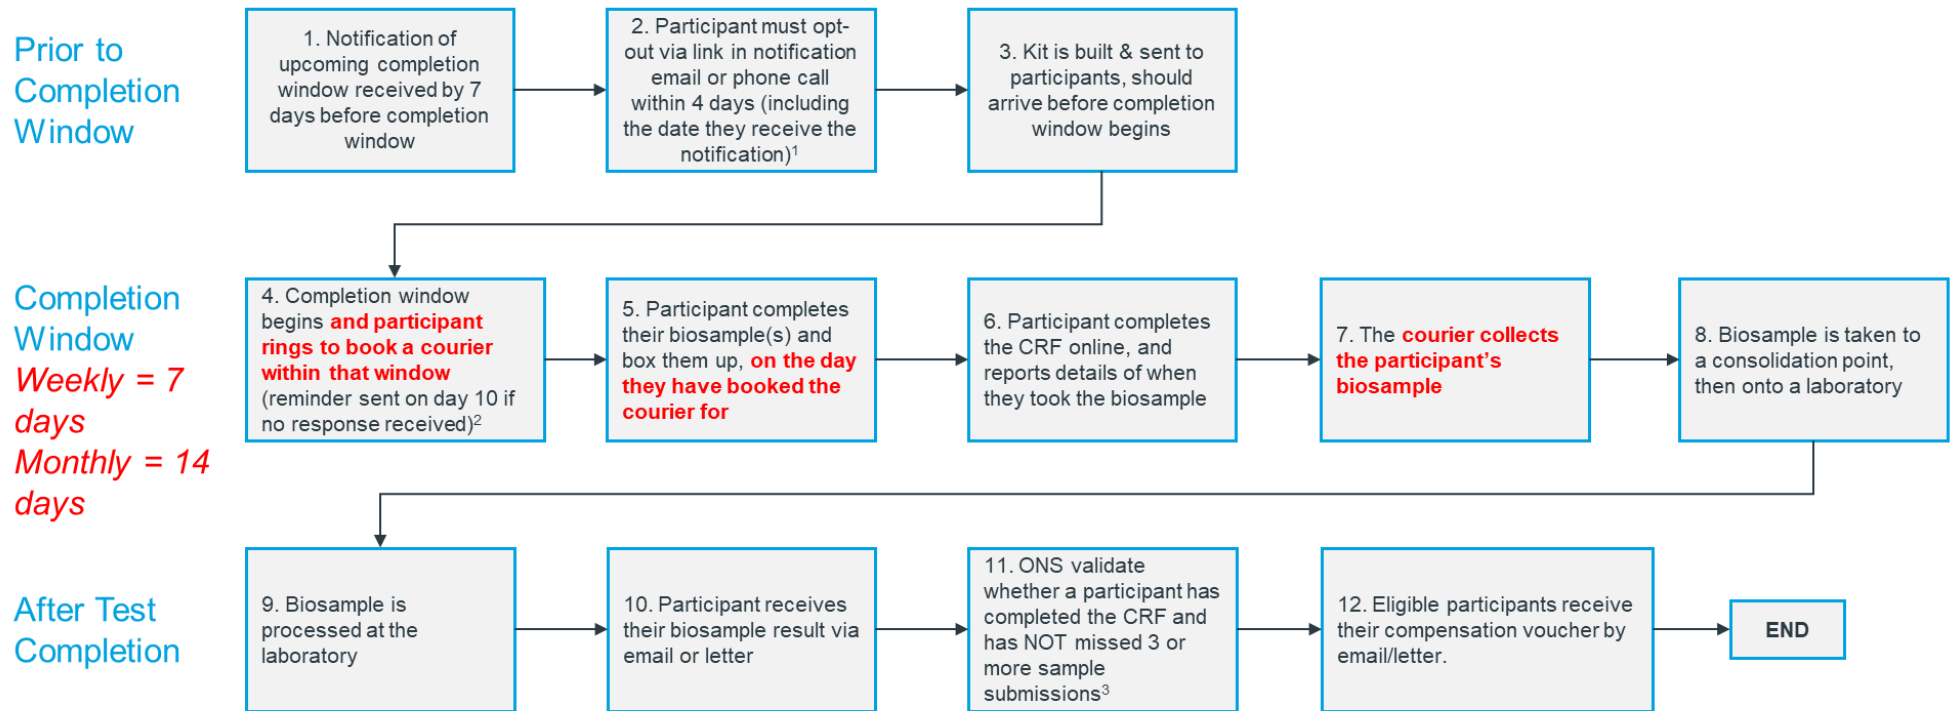 Prior to
Completion
Window
1. Notification of
upcoming completion
window received by 7
days before completion
window
2. Participant must opt-
out via link in notification
email or phone call
within 4 days (including
the date they receive the
notification)¹
3. Kit is built & sent to
participants, should
arrive before completion
window begins
Completion
Window
Weekly = 7
days
Monthly = 14
days
4. Completion window
begins and participant
rings to book a courier
within that window
(reminder sent on day 10 if
no response received)²
5. Participant completes
their biosample(s) and
box them up, on the day
they have booked the
courier for
6. Participant completes
the CRF online, and
reports details of when
they took the biosample
7. The courier collects
the participant's
biosample
8. Biosample is taken to
a consolidation point,
then onto a laboratory
After Test
Completion
9. Biosample is
processed at the
laboratory
10. Participant receives
their biosample result via
email or letter
11. ONS validate
whether a participant has
completed the CRF and
has NOT missed 3 or
more sample
submissions³
12. Eligible participants receive
their compensation voucher by
email/letter.
END